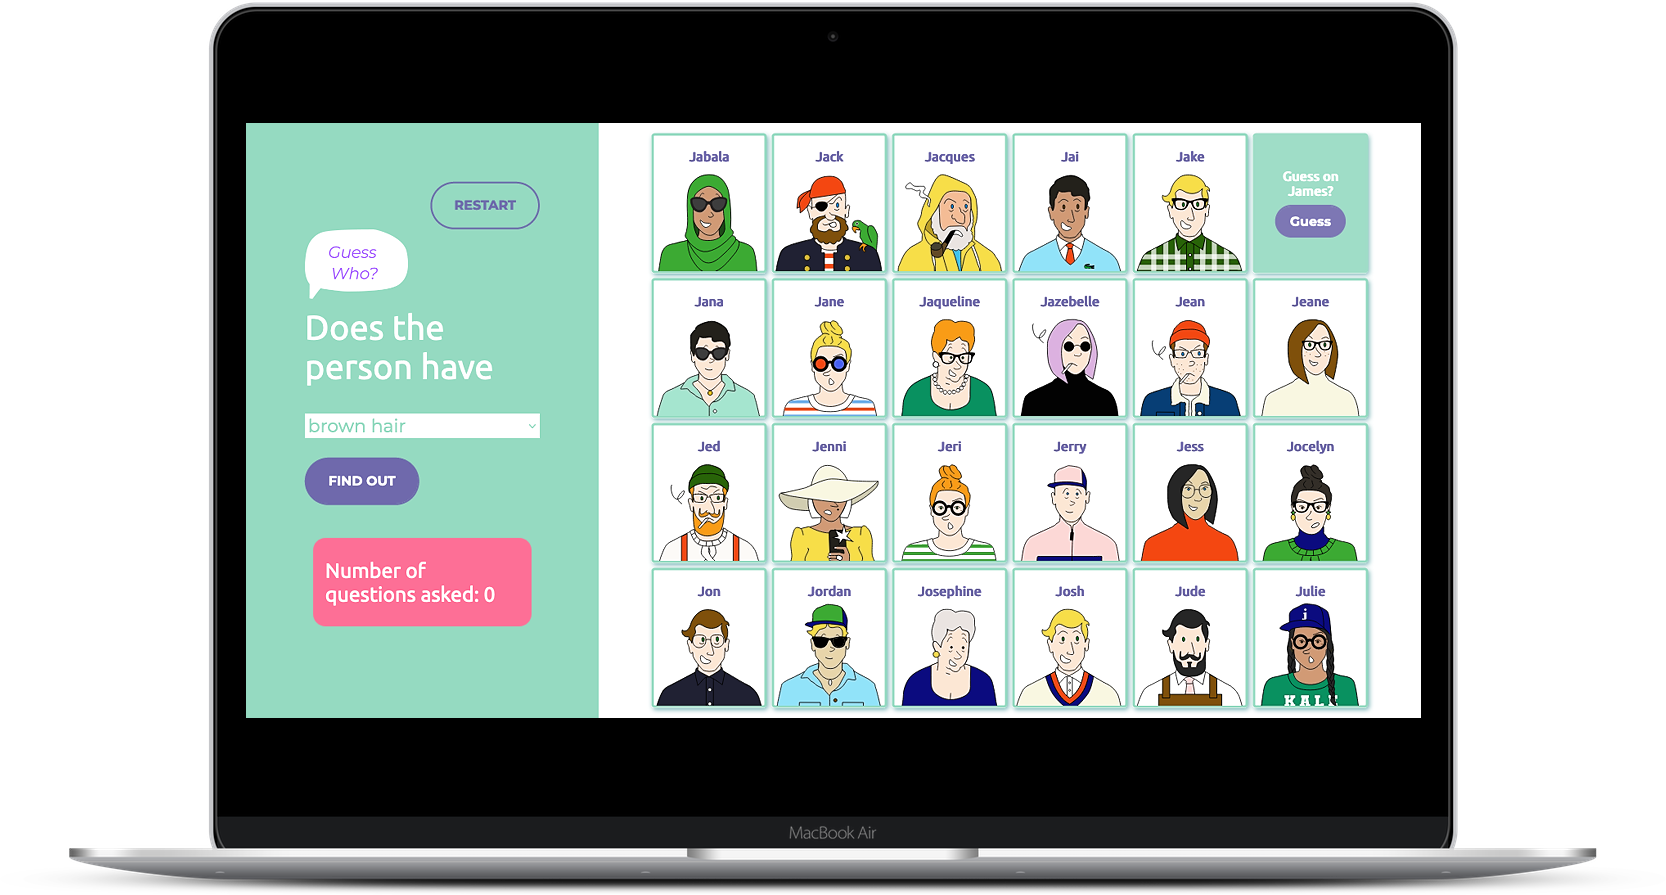 RESTART
Guess
Who?
Does the
person have
brown hair
FIND OUT
Number of
questions asked: 0
Jabala
Jack
Jacques
Jai
Jake
Guess on
James?
Guess
Jana
Jane
Jaqueline
Jazebelle
Jean
Jeane
Jed
Jenni
Jeri
Jerry
Jess
Jocelyn
Jon
Jordan
Josephine
Josh
Jude
Julie
j
MacBook Air